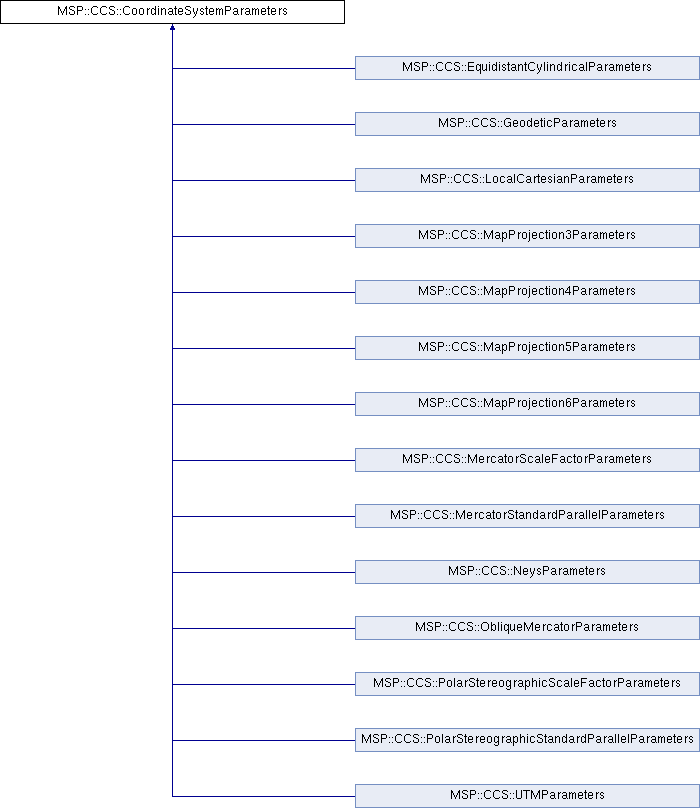 MSP::CCS::CoordinateSystemParameters
MSP::CCS::EquidistantCylindricalParameters
MSP::CCS::GeodeticParameters
MSP::CCS::LocalCartesianParameters
MSP::CCS::MapProjection3Parameters
MSP::CCS::MapProjection4Parameters
MSP::CCS::MapProjection5Parameters
MSP::CCS::MapProjection6Parameters
MSP::CCS::MercatorScaleFactorParameters
MSP::CCS::MercatorStandardParallelParameters
MSP::CCS::NeysParameters
MSP::CCS::ObliqueMercatorParameters
MSP::CCS::PolarStereographicScaleFactorParameters
MSP::CCS::PolarStereographicStandardParallelParameters
MSP::CCS::UTMParameters